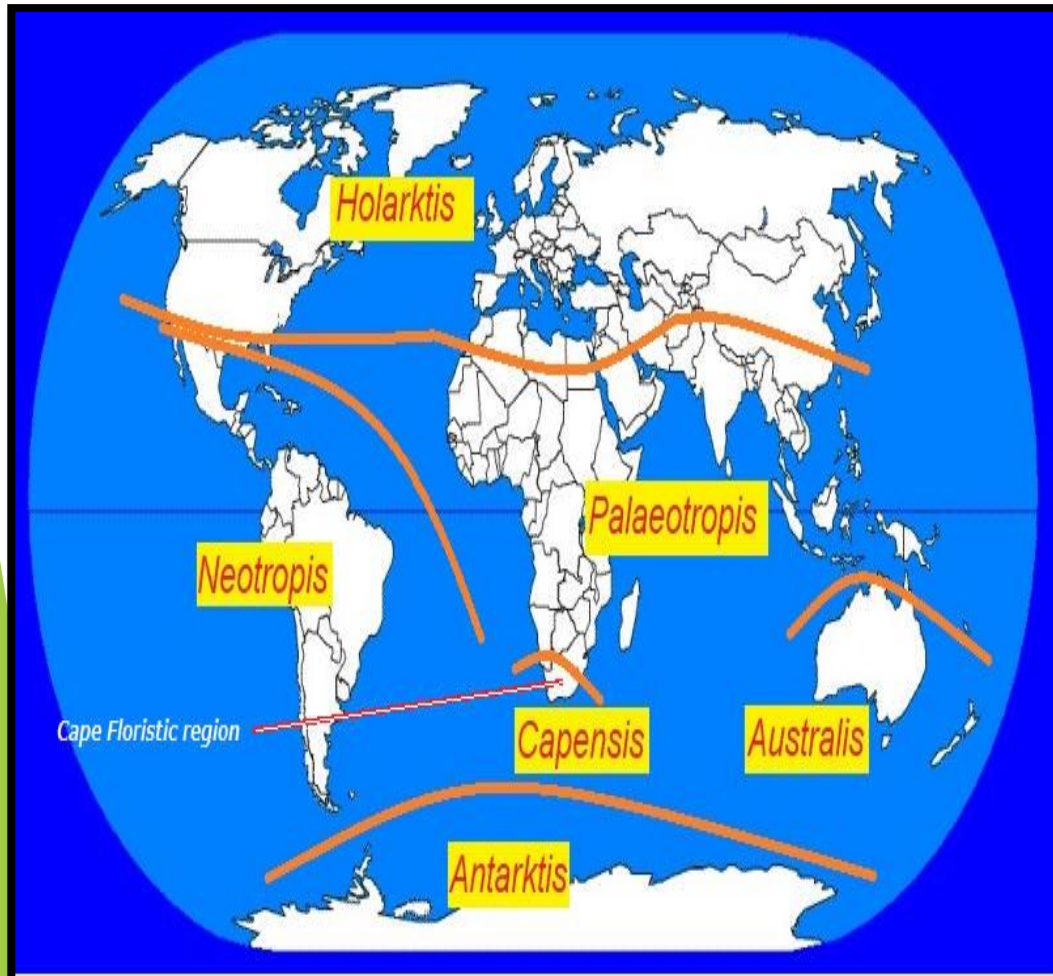 Holarktis
Palaeotropis
Neotropis
Cape Floristic region
Capensis
Australis
Antarktis